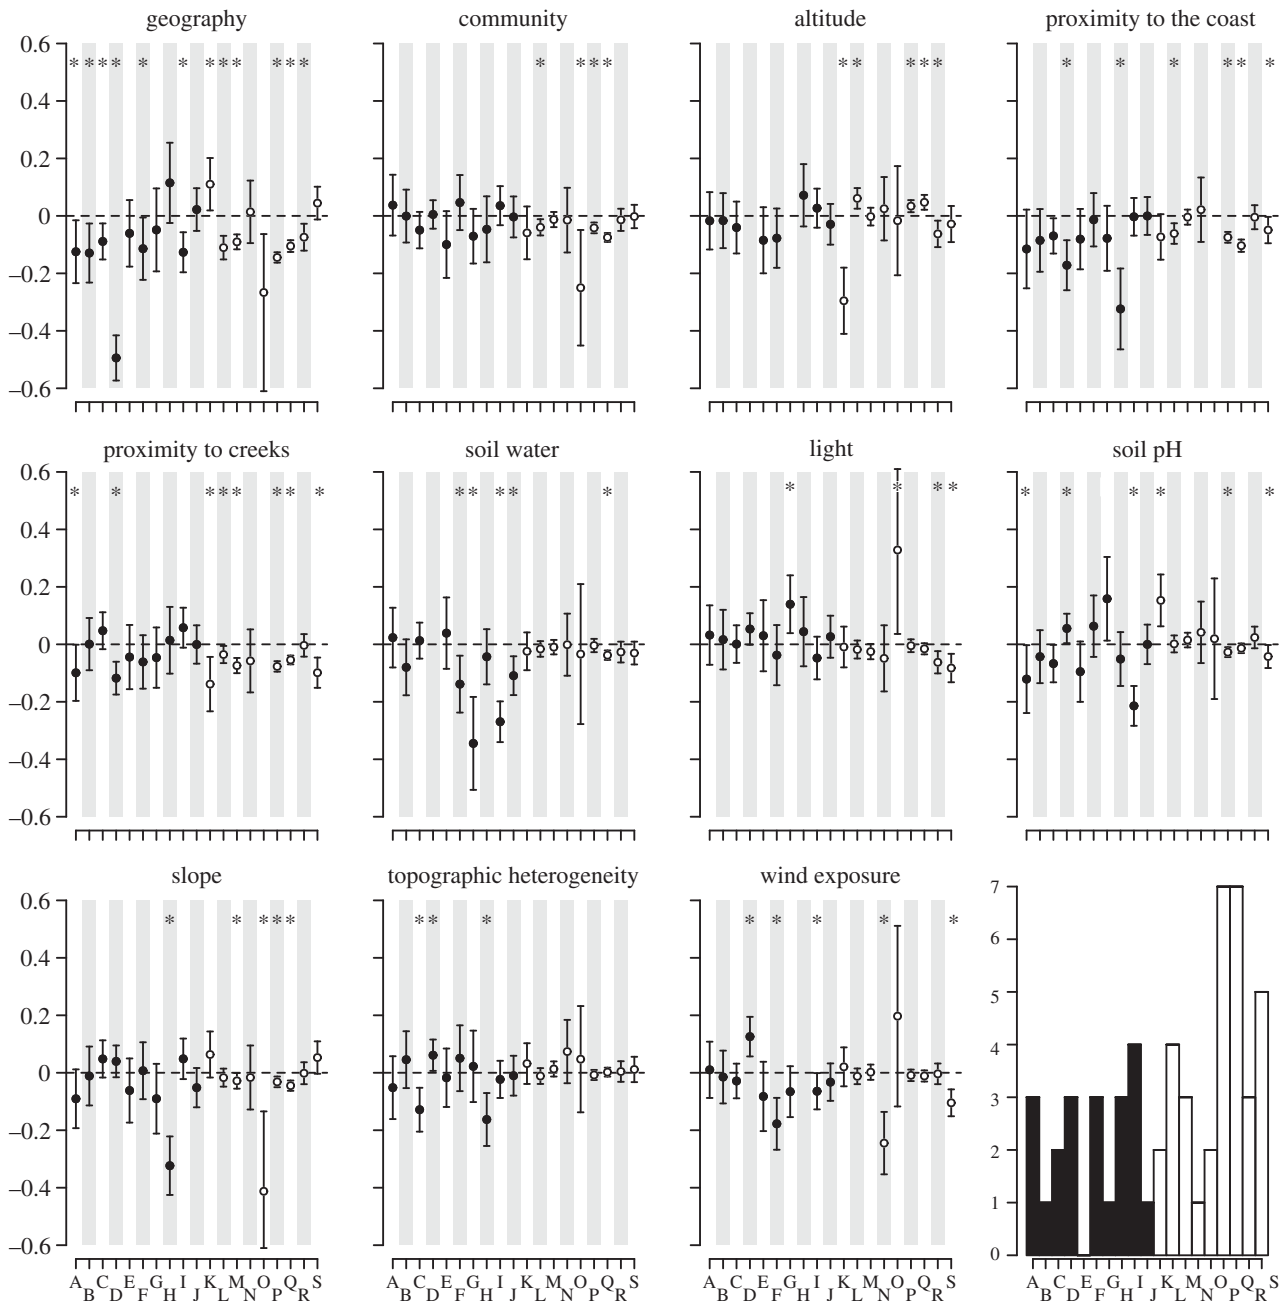 geography community altitude proximity to the coast
0.6
* * * * * * * * * * * *
* * * *
* * * * *
* * * * * *
0.4
0.2
0
–0.2
–0.4
–0.6
proximity to creeks soil water light soil pH
0.6
* * * * * * * *
* * * * *
* * * *
* * * * * *
0.4
0.2
0
–0.2
–0.4
–0.6
slope topographic heterogeneity wind exposure
0.6
* * * * *
* * *
* * * * *
7
0.4
6
0.2
5
0
4
–0.2
3
–0.4
2
1
–0.6
0
A B C D E F G H I J K L M N O P Q R S
A B C D E F G H I J K L M N O P Q R S
A B C D E F G H I J K L M N O P Q R S
A B C D E F G H I J K L M N O P Q R S